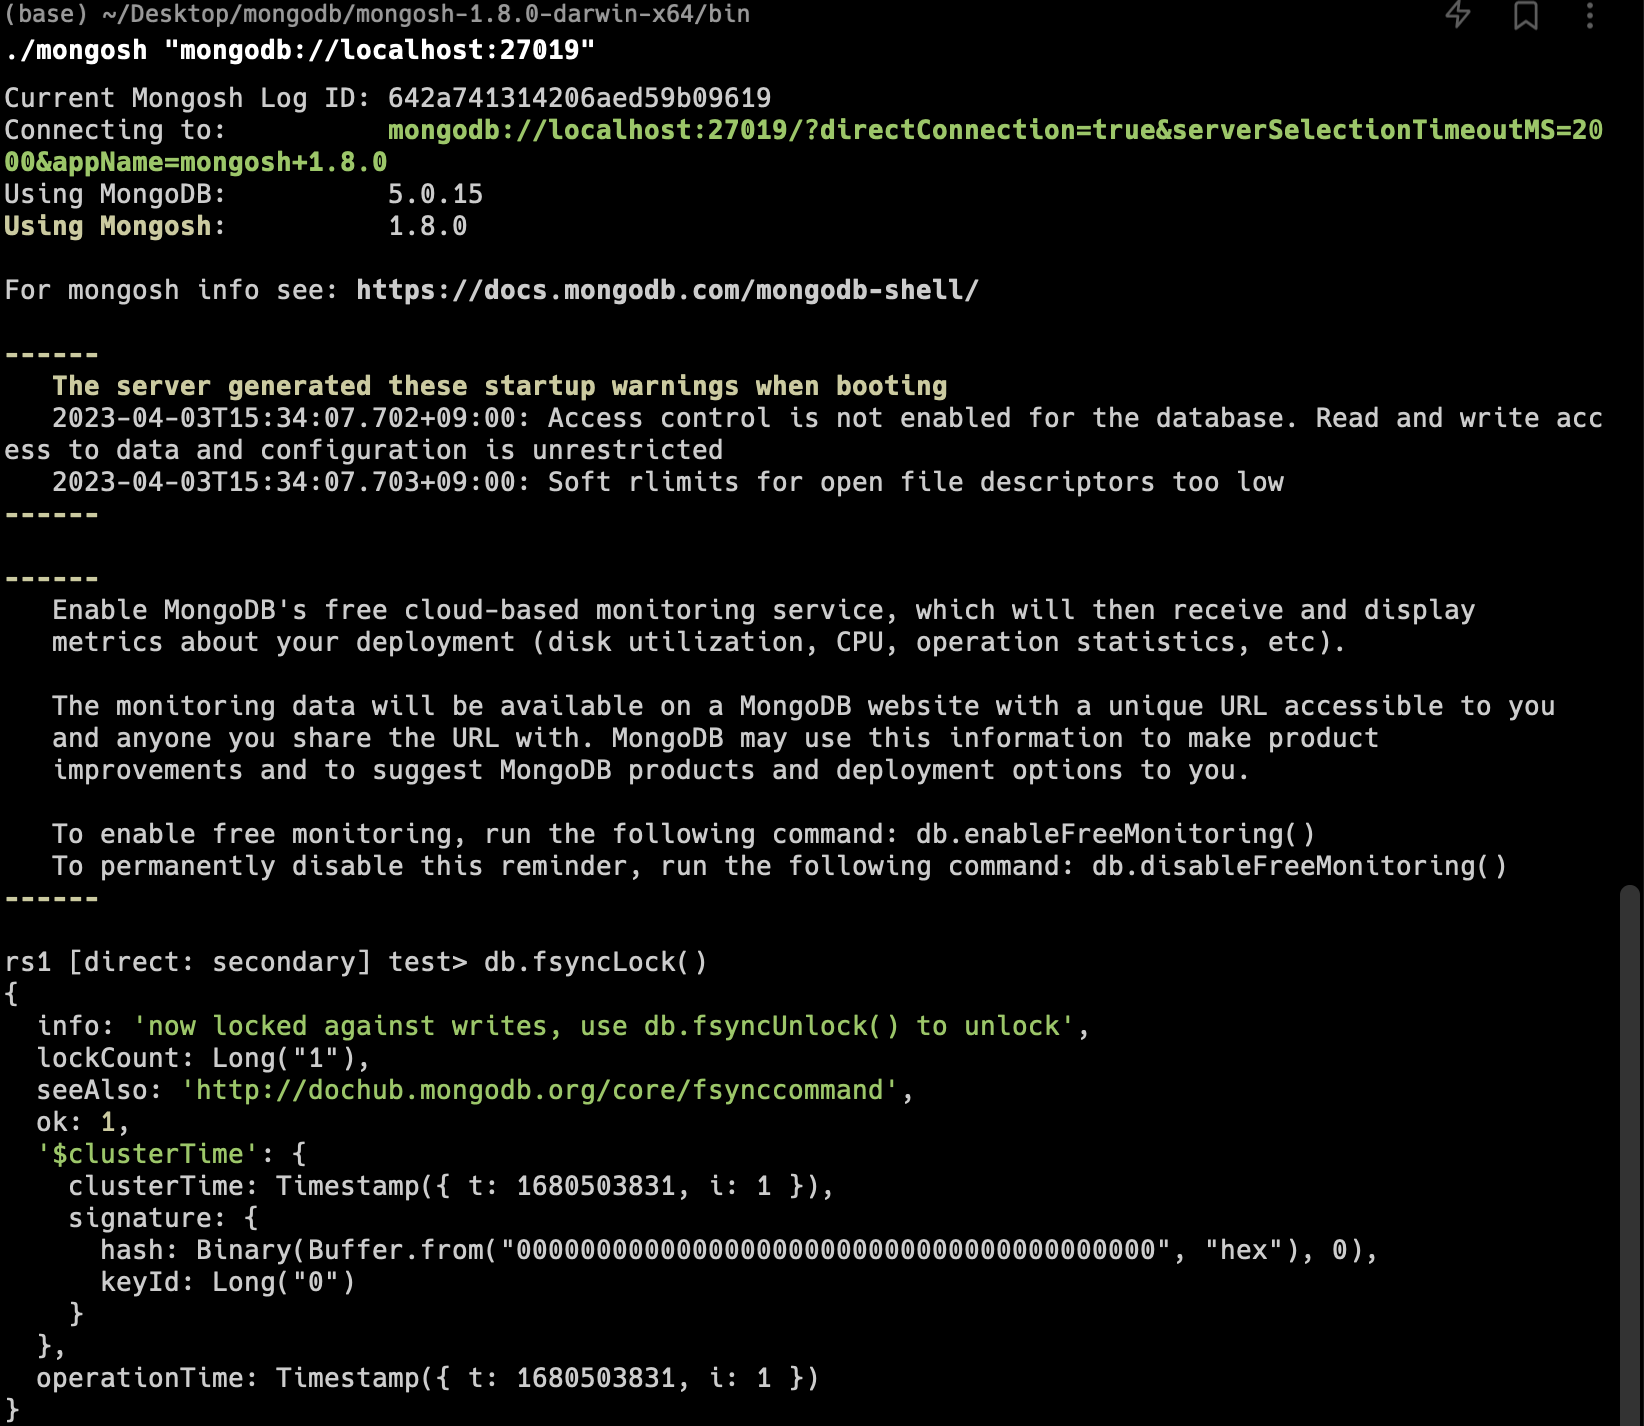 (base) ~/Desktop/mongodb/mongosh-1.8.0-darwin-x64/bin
./mongosh "mongodb://localhost:27019"
Current Mongosh Log ID: 642a741314206aed59b09619
Connecting to:          mongodb://localhost:27019/?directConnection=true&serverSelectionTimeoutMS=20
00&appName=mongosh+1.8.0
Using MongoDB:          5.0.15
Using Mongosh:          1.8.0
For mongosh info see: https://docs.mongodb.com/mongodb-shell/
------
   The server generated these startup warnings when booting
   2023-04-03T15:34:07.702+09:00: Access control is not enabled for the database. Read and write acc
ess to data and configuration is unrestricted
   2023-04-03T15:34:07.703+09:00: Soft rlimits for open file descriptors too low
------
------
   Enable MongoDB's free cloud-based monitoring service, which will then receive and display
   metrics about your deployment (disk utilization, CPU, operation statistics, etc).
   The monitoring data will be available on a MongoDB website with a unique URL accessible to you
   and anyone you share the URL with. MongoDB may use this information to make product
   improvements and to suggest MongoDB products and deployment options to you.
   To enable free monitoring, run the following command: db.enableFreeMonitoring()
   To permanently disable this reminder, run the following command: db.disableFreeMonitoring()
------
rs1 [direct: secondary] test> db.fsyncLock()
{
  info: 'now locked against writes, use db.fsyncUnlock() to unlock',
  lockCount: Long("1"),
  seeAlso: 'http://dochub.mongodb.org/core/fsynccommand',
  ok: 1,
  '$clusterTime': {
    clusterTime: Timestamp({ t: 1680503831, i: 1 }),
    signature: {
      hash: Binary(Buffer.from("0000000000000000000000000000000000000000", "hex"), 0),
      keyId: Long("0")
    }
  },
  operationTime: Timestamp({ t: 1680503831, i: 1 })
}